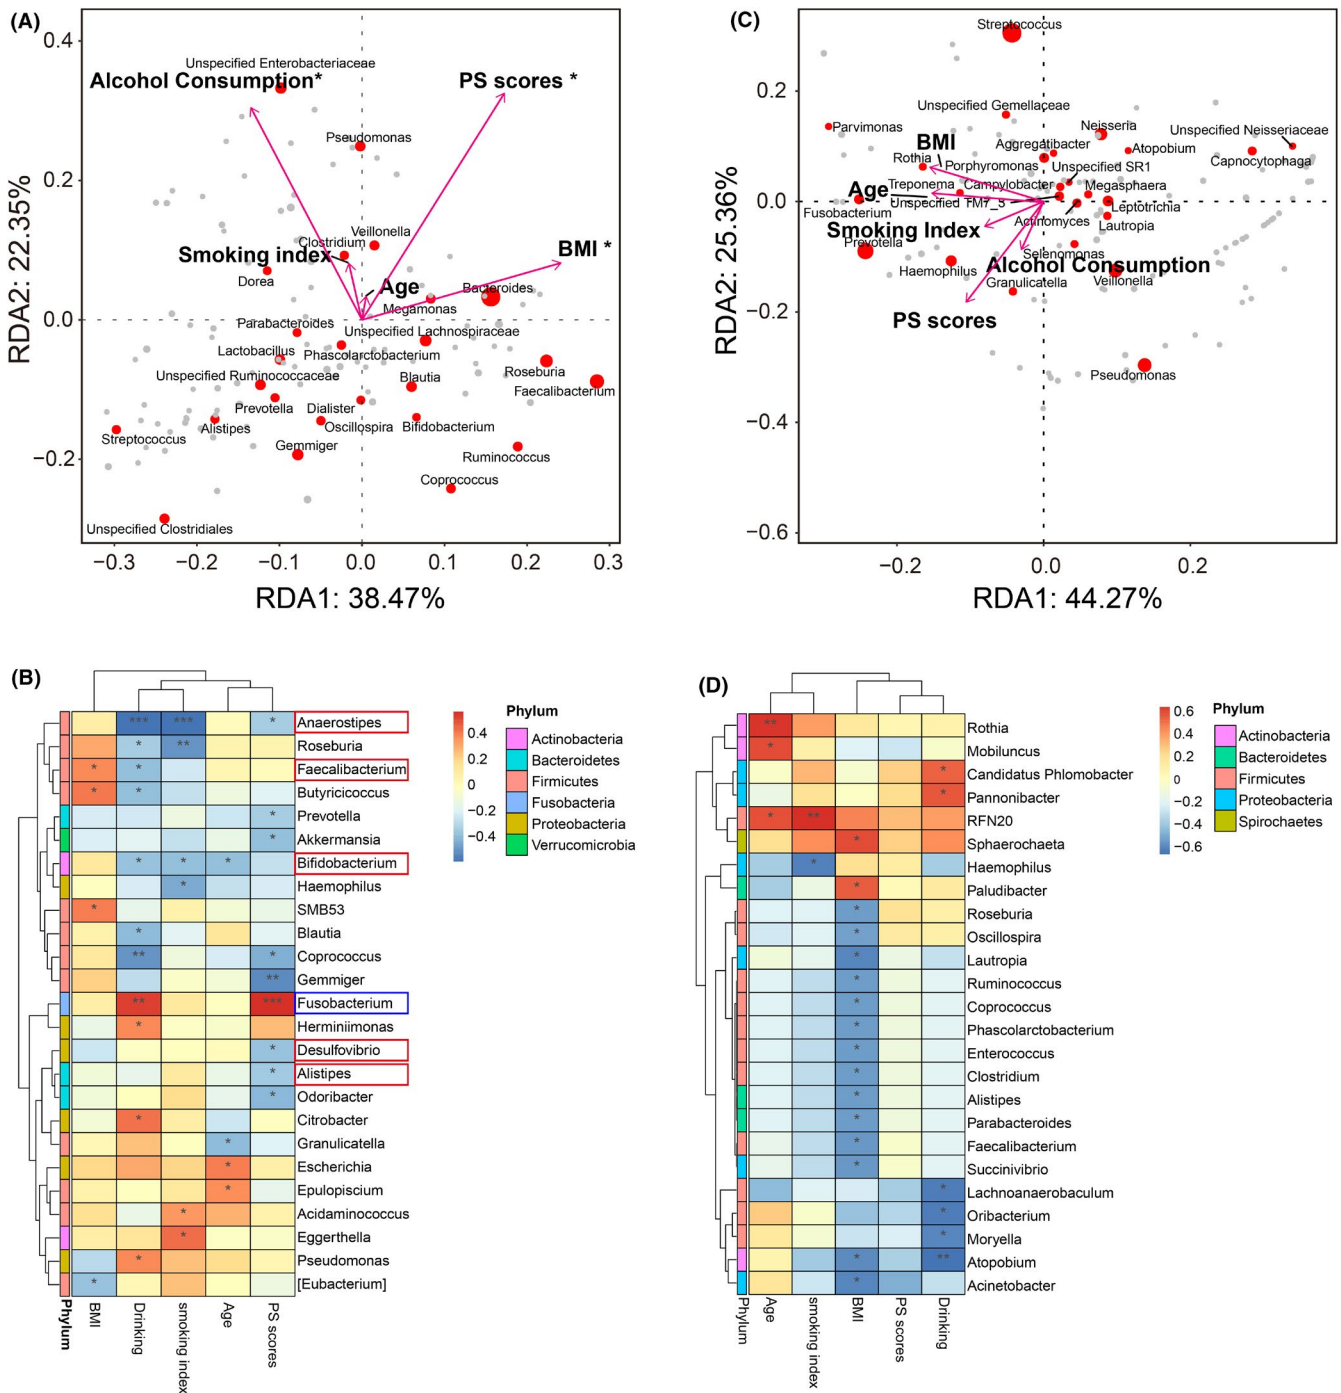 (A)
0.4
0.2
0.0
−0.2
RDA2: 22.35%
Unspecified Enterobacteriaceae
Alcohol Consumption*
PS scores *
Pseudomonas
Veillonella
Clostridium
Smoking index
BMI *
Dorea
Age
Bacteroides
Megamonas
Parabacteroides
Unspecified Lachnospiraceae
Lactobacillus
Phascolarctobacterium
Roseburia
Unspecified Ruminococcaceae
Blautia
Faecalibacterium
Prevotella
Dialister
Streptococcus
Alistipes
Oscillospira
Bifidobacterium
Gemmiger
Ruminococcus
Coprococcus
Unspecified Clostridiales
−0.3
−0.2
−0.1
0.0
0.1
0.2
0.3
RDA1: 38.47%
(C)
0.2
0.0
−0.2
−0.4
−0.6
RDA2: 25.36%
Streptococcus
Unspecified Gemellaceae
Parvimonas
Neisseria
Unspecified Neisseriaceae
BMI
Aggregatibacter
Atopobium
Rothia
Porphyromonas
Unspecified SR1
Capnocytophaga
Age
Treponema
Campylobacter
Megasphaera
Unspecified TM7_3
Leptotrichia
Fusobacterium
Actinomyces
Lautropia
Smoking Index
Prevotella
Selenomonas
Haemophilus
Alcohol Consumption
Granulicatella
Veillonella
PS scores
Pseudomonas
−0.2
0.0
0.2
RDA1: 44.27%
(B)
*** *** * Anaerostipes
* ** Roseburia
* * Faecalibacterium
* * Butyricicoccus
* Prevotella
* Akkermansia
* * * Bifidobacterium
* Haemophilus
* SMB53
* Blautia
** * Coprococcus
** Gemmiger
** *** Fusobacterium
* Herminiimonas
* Desulfovibrio
* Alistipes
* Odoribacter
* Citrobacter
* Granulicatella
* Escherichia
* Epulopiscium
* Acidaminococcus
* Eggerthella
* Pseudomonas
* [Eubacterium]
Phylum
BMI
Drinking
smoking index
Age
PS scores
0.4
0.2
0
−0.2
−0.4
Phylum
Actinobacteria
Bacteroidetes
Firmicutes
Fusobacteria
Proteobacteria
Verrucomicrobia
(D)
** Rothia
* Mobiluncus
* Candidatus Phlomobacter
* Pannonibacter
* ** RFN20
* Sphaerochaeta
* Haemophilus
* Paludibacter
* Roseburia
* Oscillospira
* Lautropia
* Ruminococcus
* Coprococcus
* Phascolarctobacterium
* Enterococcus
* Clostridium
* Alistipes
* Parabacteroides
* Faecalibacterium
* Succinivibrio
* Lachnoanaerobaculum
* Oribacterium
* Moryella
* ** Atopobium
* Acinetobacter
Phylum
Age
smoking index
BMI
PS scores
Drinking
0.6
0.4
0.2
0
−0.2
−0.4
−0.6
Phylum
Actinobacteria
Bacteroidetes
Firmicutes
Proteobacteria
Spirochaetes